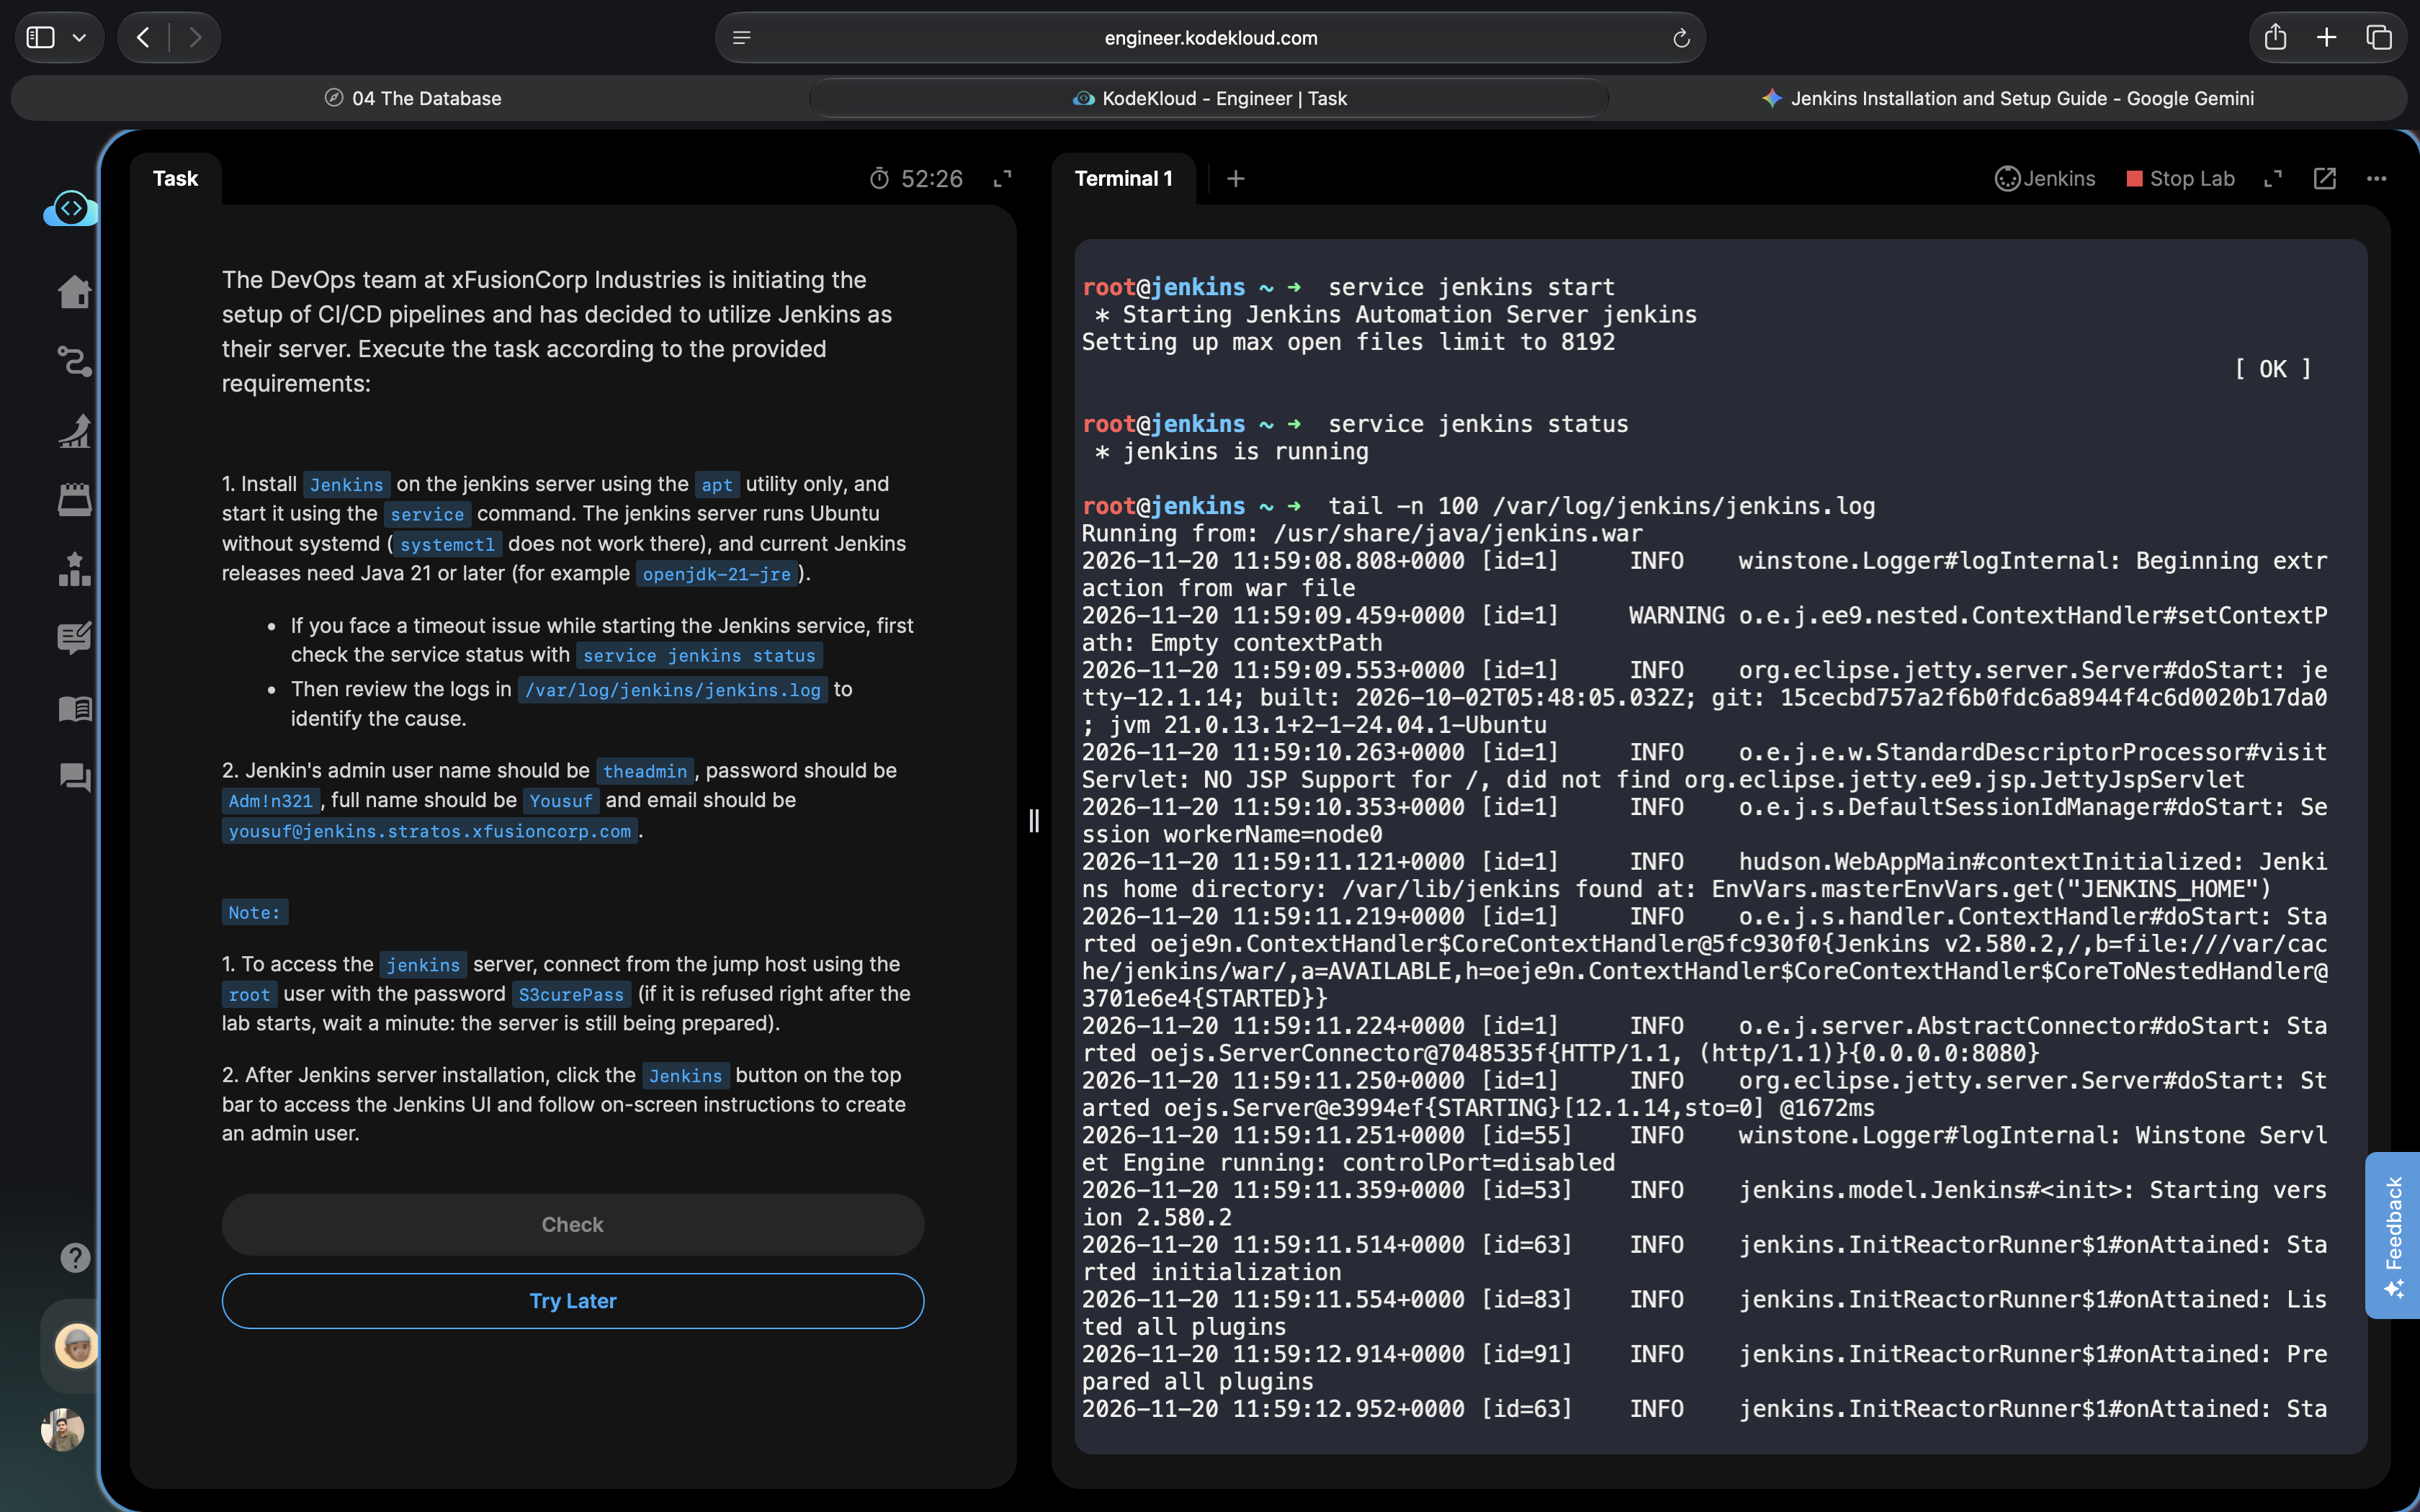 engineer.kodekloud.com
04 The Database
KodeKloud - Engineer | Task
Jenkins Installation and Setup Guide - Google Gemini
Task
52:26
The DevOps team at xFusionCorp Industries is initiating the
setup of CI/CD pipelines and has decided to utilize Jenkins as
their server. Execute the task according to the provided
requirements:
1. Install Jenkins on the jenkins server using the apt utility only, and
start it using the service command. The jenkins server runs Ubuntu
without systemd ( systemctl does not work there), and current Jenkins
releases need Java 21 or later (for example openjdk-21-jre ).
• If you face a timeout issue while starting the Jenkins service, first
check the service status with service jenkins status
• Then review the logs in /var/log/jenkins/jenkins.log to
identify the cause.
2. Jenkin's admin user name should be theadmin , password should be
Adm!n321 , full name should be Yousuf and email should be
yousuf@jenkins.stratos.xfusioncorp.com .
Note:
1. To access the jenkins server, connect from the jump host using the
root user with the password S3curePass (if it is refused right after the
lab starts, wait a minute: the server is still being prepared).
2. After Jenkins server installation, click the Jenkins button on the top
bar to access the Jenkins UI and follow on-screen instructions to create
an admin user.
Check
Try Later
Terminal 1
Jenkins
Stop Lab
root@jenkins ~ ➜  service jenkins start
 * Starting Jenkins Automation Server jenkins
Setting up max open files limit to 8192
[ OK ]
root@jenkins ~ ➜  service jenkins status
 * jenkins is running
root@jenkins ~ ➜  tail -n 100 /var/log/jenkins/jenkins.log
Running from: /usr/share/java/jenkins.war
2026-11-20 11:59:08.808+0000 [id=1]     INFO    winstone.Logger#logInternal: Beginning extr
action from war file
2026-11-20 11:59:09.459+0000 [id=1]     WARNING o.e.j.ee9.nested.ContextHandler#setContextP
ath: Empty contextPath
2026-11-20 11:59:09.553+0000 [id=1]     INFO    org.eclipse.jetty.server.Server#doStart: je
tty-12.1.14; built: 2026-10-02T05:48:05.032Z; git: 15cecbd757a2f6b0fdc6a8944f4c6d0020b17da0
; jvm 21.0.13.1+2-1-24.04.1-Ubuntu
2026-11-20 11:59:10.263+0000 [id=1]     INFO    o.e.j.e.w.StandardDescriptorProcessor#visit
Servlet: NO JSP Support for /, did not find org.eclipse.jetty.ee9.jsp.JettyJspServlet
2026-11-20 11:59:10.353+0000 [id=1]     INFO    o.e.j.s.DefaultSessionIdManager#doStart: Se
ssion workerName=node0
2026-11-20 11:59:11.121+0000 [id=1]     INFO    hudson.WebAppMain#contextInitialized: Jenki
ns home directory: /var/lib/jenkins found at: EnvVars.masterEnvVars.get("JENKINS_HOME")
2026-11-20 11:59:11.219+0000 [id=1]     INFO    o.e.j.s.handler.ContextHandler#doStart: Sta
rted oeje9n.ContextHandler$CoreContextHandler@5fc930f0{Jenkins v2.580.2,/,b=file:///var/cac
he/jenkins/war/,a=AVAILABLE,h=oeje9n.ContextHandler$CoreContextHandler$CoreToNestedHandler@
3701e6e4{STARTED}}
2026-11-20 11:59:11.224+0000 [id=1]     INFO    o.e.j.server.AbstractConnector#doStart: Sta
rted oejs.ServerConnector@7048535f{HTTP/1.1, (http/1.1)}{0.0.0.0:8080}
2026-11-20 11:59:11.250+0000 [id=1]     INFO    org.eclipse.jetty.server.Server#doStart: St
arted oejs.Server@e3994ef{STARTING}[12.1.14,sto=0] @1672ms
2026-11-20 11:59:11.251+0000 [id=55]    INFO    winstone.Logger#logInternal: Winstone Servl
et Engine running: controlPort=disabled
2026-11-20 11:59:11.359+0000 [id=53]    INFO    jenkins.model.Jenkins#<init>: Starting vers
ion 2.580.2
2026-11-20 11:59:11.514+0000 [id=63]    INFO    jenkins.InitReactorRunner$1#onAttained: Sta
rted initialization
2026-11-20 11:59:11.554+0000 [id=83]    INFO    jenkins.InitReactorRunner$1#onAttained: Lis
ted all plugins
2026-11-20 11:59:12.914+0000 [id=91]    INFO    jenkins.InitReactorRunner$1#onAttained: Pre
pared all plugins
2026-11-20 11:59:12.952+0000 [id=63]    INFO    jenkins.InitReactorRunner$1#onAttained: Sta
Feedback